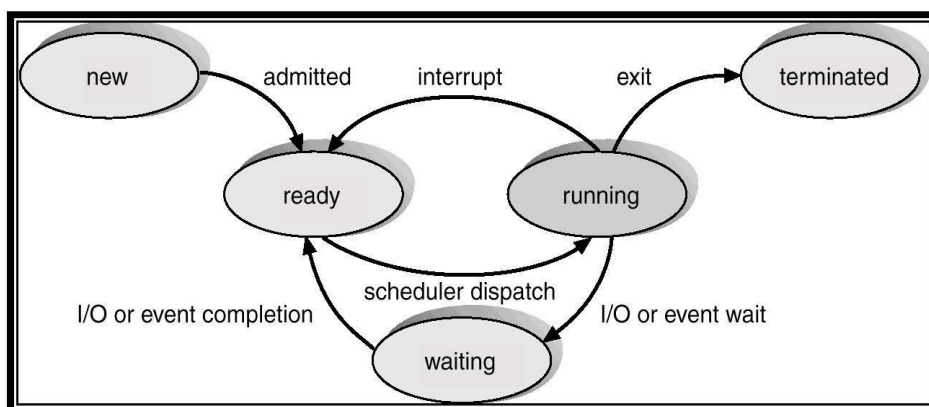 new
admitted
interrupt
exit
terminated
ready
running
scheduler dispatch
I/O or event completion
I/O or event wait
waiting